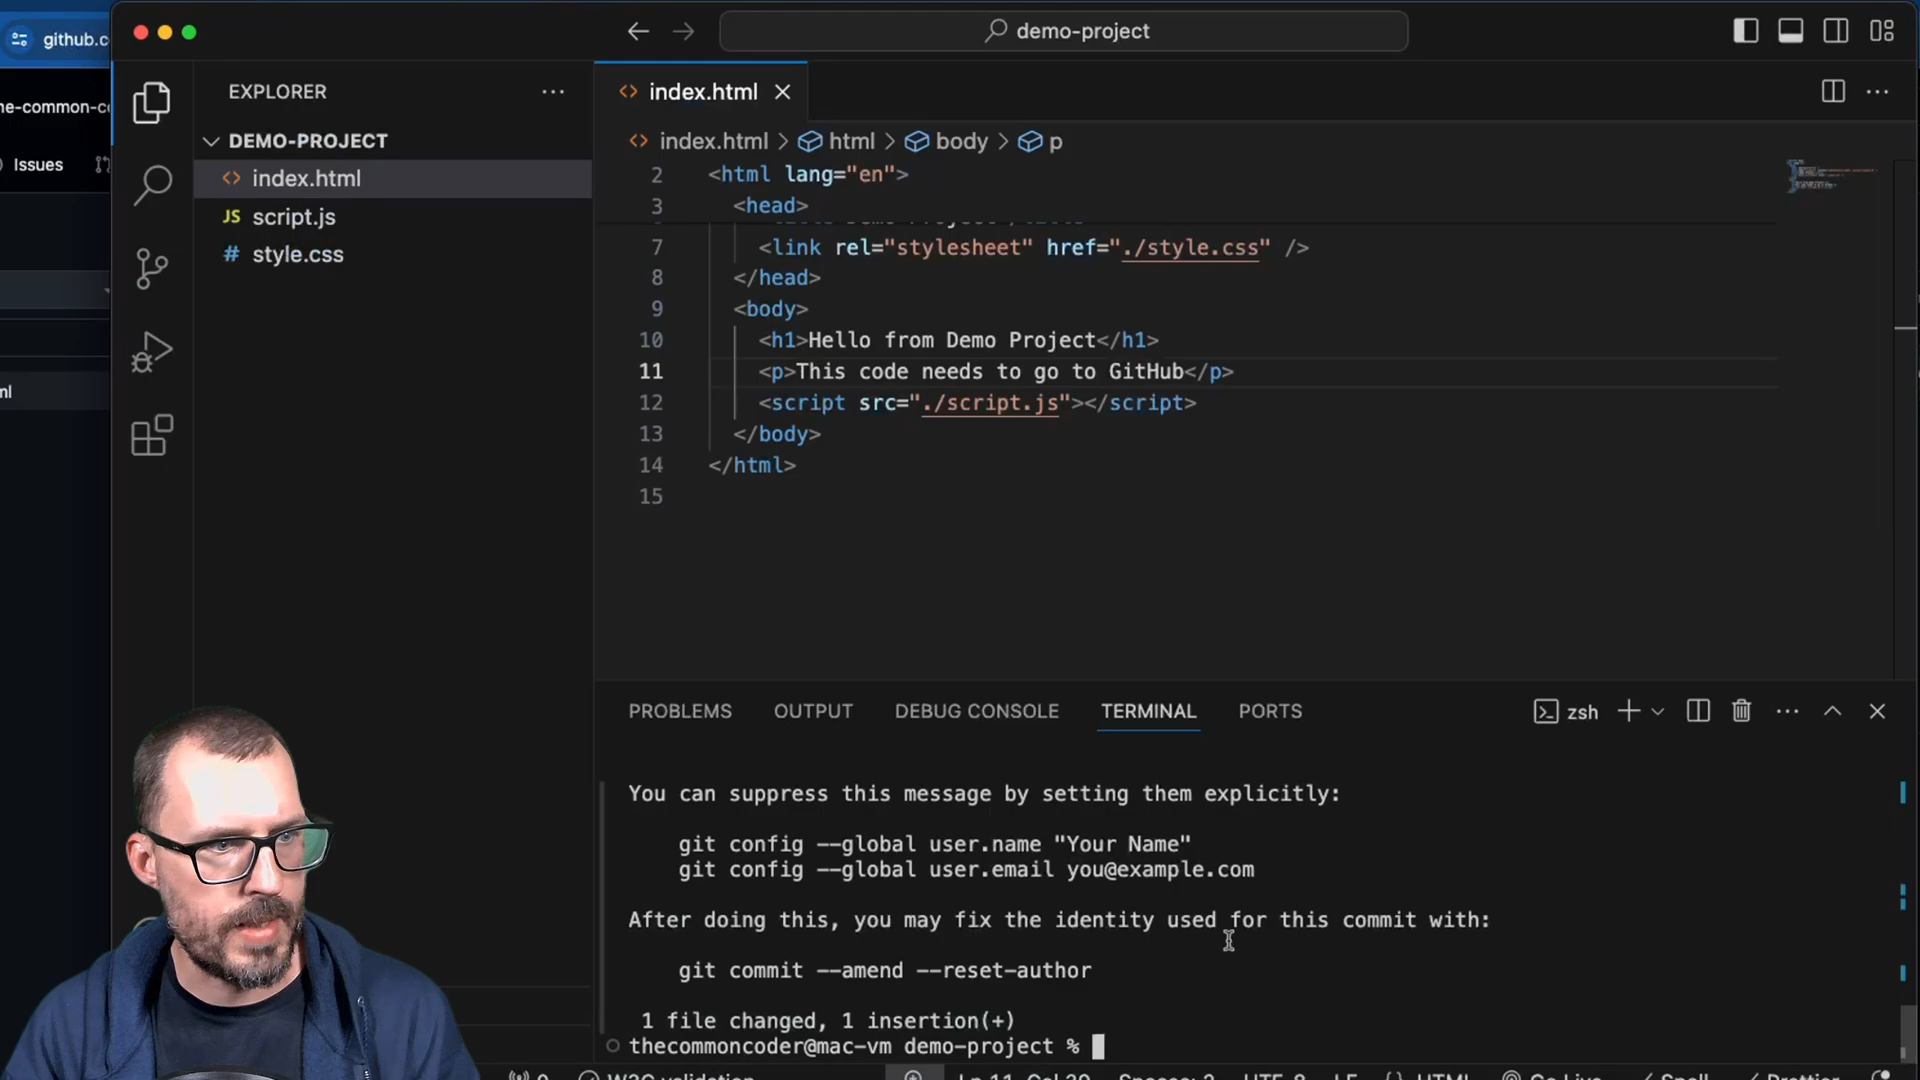 github.c
demo-project
ne-common-c
Issues
ml
EXPLORER
DEMO-PROJECT
index.html
JS script.js
# style.css
index.html
index.html > html > body > p
2 <html lang="en">
3 <head>
7 <link rel="stylesheet" href="./style.css" />
8 </head>
9 <body>
10 <h1>Hello from Demo Project</h1>
11 <p>This code needs to go to GitHub</p>
12 <script src="./script.js"></script>
13 </body>
14 </html>
15
PROBLEMS OUTPUT DEBUG CONSOLE TERMINAL PORTS zsh
You can suppress this message by setting them explicitly:
git config --global user.name "Your Name"
git config --global user.email you@example.com
After doing this, you may fix the identity used for this commit with:
git commit --amend --reset-author
1 file changed, 1 insertion(+)
thecommoncoder@mac-vm demo-project %
W3C validation Ln 11, Col 39 Spaces: 2 UTF-8 LF {} HTML Go Live Spell Prettier